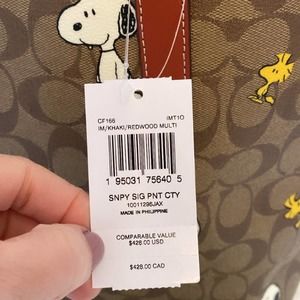 CF166 IMT1O
IM/KHAKI/REDWOOD MULTI
1 95031 75640 5
SNPY SIG PNT CTY
10011296JAX
MADE IN PHILIPPINE
COMPARABLE VALUE
$428.00 USD
$428.00 CAD